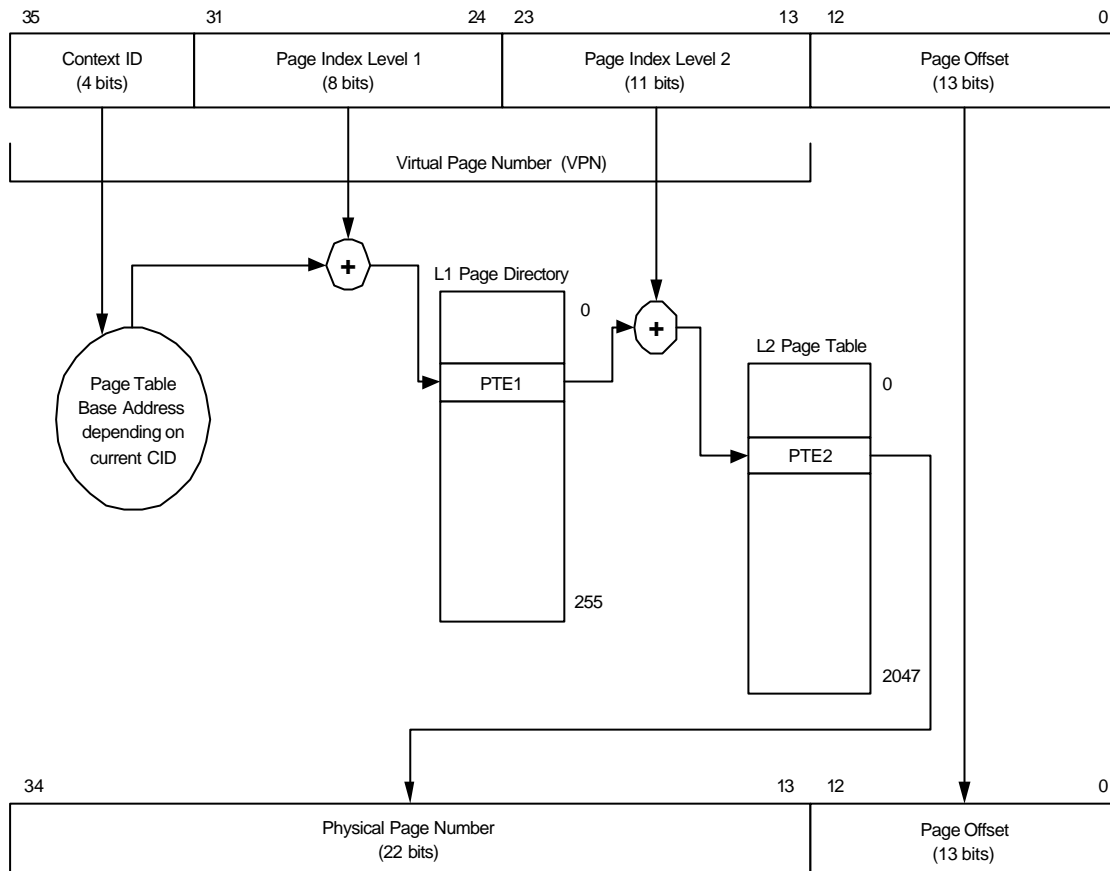 35 31 24 23 13 12 0
Context ID
(4 bits)
Page Index Level 1
(8 bits)
Page Index Level 2
(11 bits)
Page Offset
(13 bits)
Virtual Page Number (VPN)
+
L1 Page Directory
0
PTE1
255
+
L2 Page Table
0
PTE2
2047
Page Table
Base Address
depending on
current CID
34 13 12 0
Physical Page Number
(22 bits)
Page Offset
(13 bits)